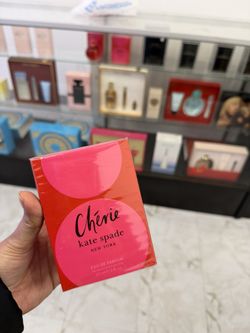 Chérie
kate spade
NEW YORK
EAU DE PARFUM